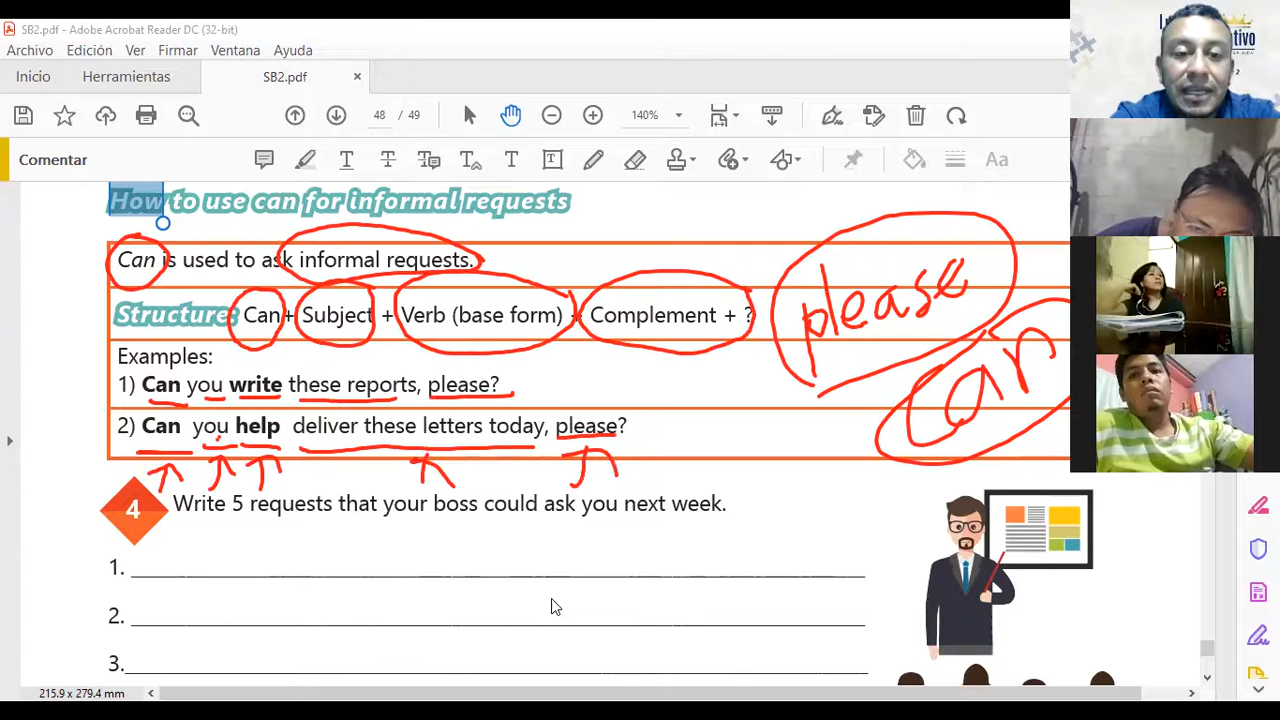 SB2.pdf - Adobe Acrobat Reader DC (32-bit)
Archivo Edición Ver Firmar Ventana Ayuda
Inicio Herramientas SB2.pdf ×
48 / 49 140%
Comentar
How to use can for informal requests
Can is used to ask informal requests.
Structure: Can+ Subject + Verb (base form) + Complement + ?
please
can
Examples:
1) Can you write these reports, please?
2) Can you help deliver these letters today, please?
4 Write 5 requests that your boss could ask you next week.
1.
2.
3.
215.9 x 279.4 mm